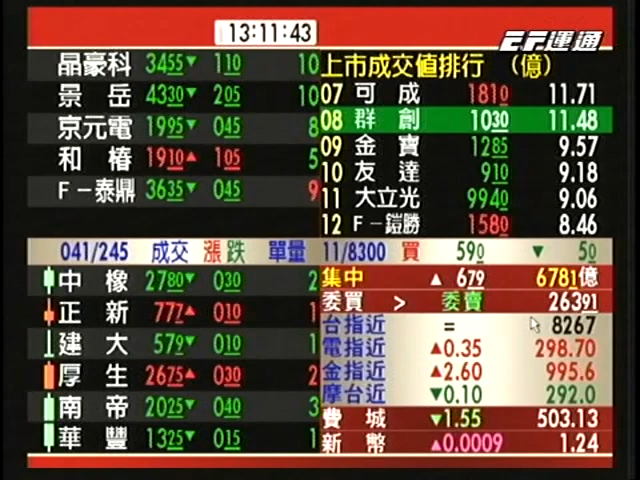 13:11:43
EF運通
晶豪科 3455▼ 110 10
景岳 4330▼ 205 10
京元電 1995▼ 045 8
和椿 1910▲ 105 5
F－泰鼎 3635▼ 045 9
上市成交值排行 (億)
07 可成 1810 11.71
08 群創 1030 11.48
09 金寶 1285 9.57
10 友達 910 9.18
11 大立光 9940 9.06
12 F－鎧勝 1580 8.46
041/245 成交 漲跌 單量
11/8300 買 590 ▼ 50
中橡 2780▼ 030 2
正新 777▲ 010 1
建大 579▼ 010 1
厚生 2675▲ 030 2
南帝 2025▼ 040 3
華豐 1325▼ 015 1
集中 ▲ 679 6781億
委買 > 委賣 26391
台指近 = 8267
電指近 ▲0.35 298.70
金指近 ▲2.60 995.6
摩台近 ▼0.10 292.0
費城 ▼1.55 503.13
新幣 ▲0.0009 1.24